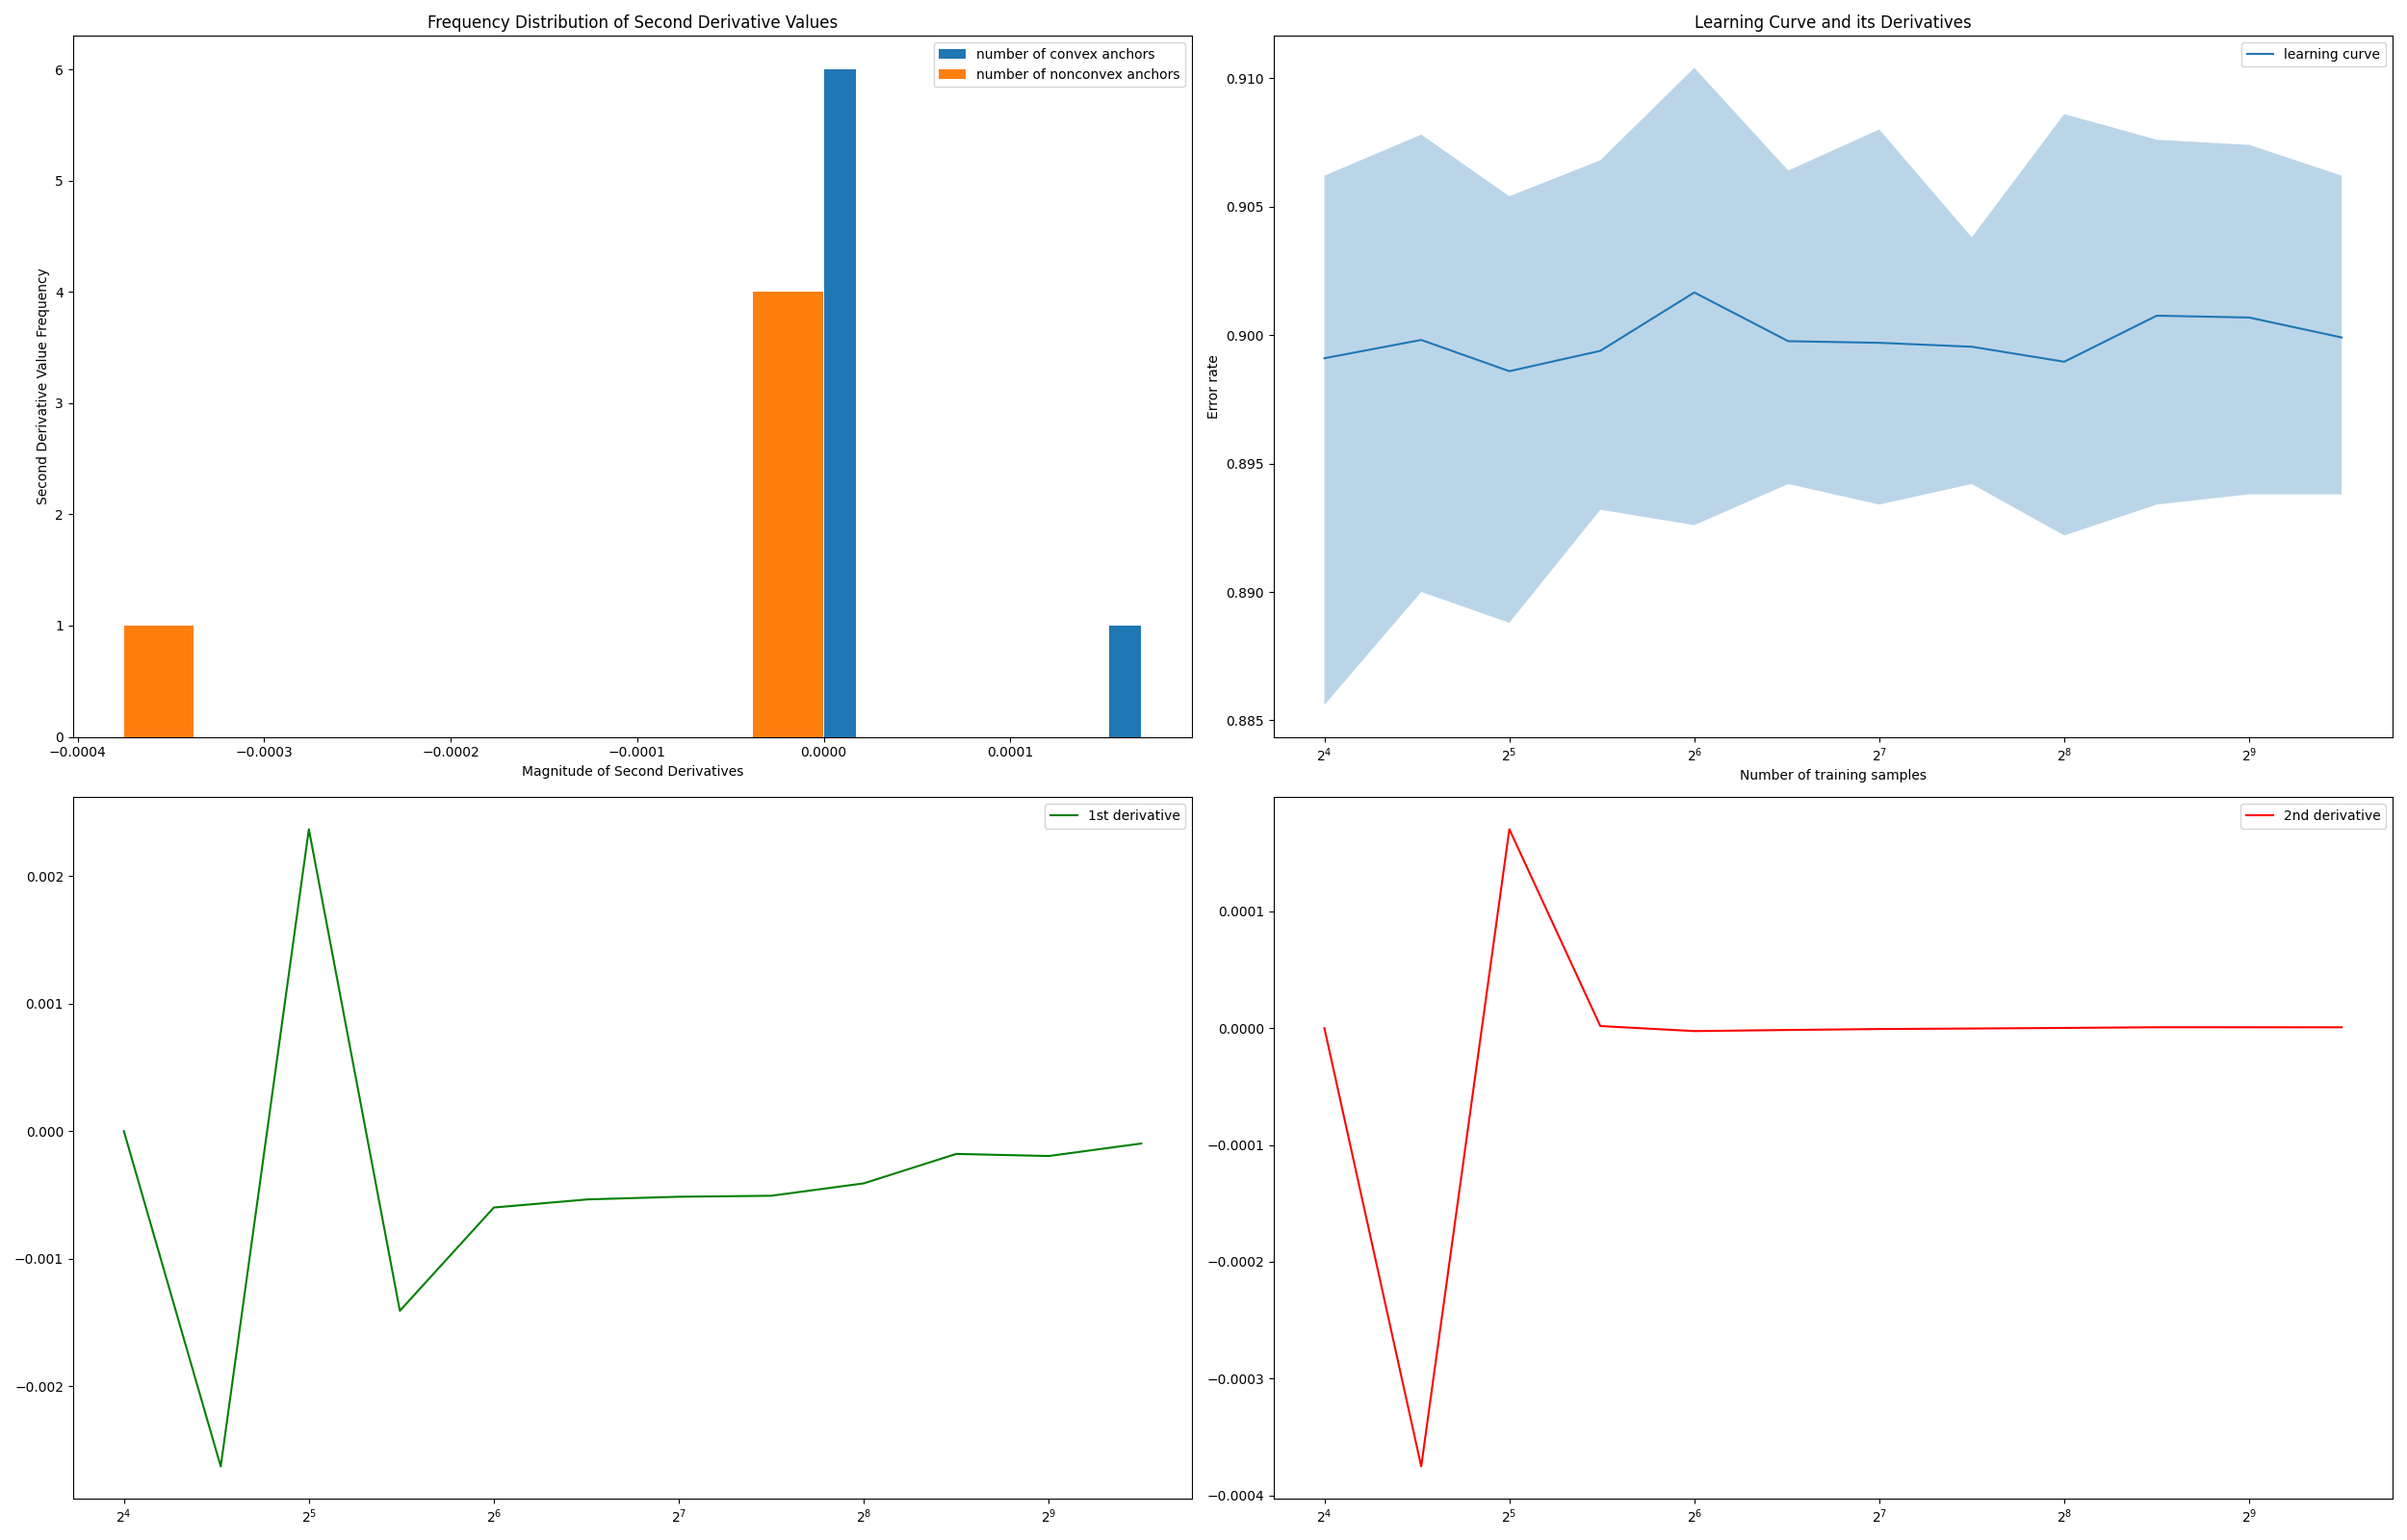 Frequency Distribution of Second Derivative Values
number of convex anchors
number of nonconvex anchors
Second Derivative Value Frequency
6
5
4
3
2
1
0
−0.0004 −0.0003 −0.0002 −0.0001 0.0000 0.0001
Magnitude of Second Derivatives
Learning Curve and its Derivatives
learning curve
Error rate
0.910
0.905
0.900
0.895
0.890
0.885
2⁴ 2⁵ 2⁶ 2⁷ 2⁸ 2⁹
Number of training samples
1st derivative
0.002
0.001
0.000
−0.001
−0.002
2⁴ 2⁵ 2⁶ 2⁷ 2⁸ 2⁹
2nd derivative
0.0001
0.0000
−0.0001
−0.0002
−0.0003
−0.0004
2⁴ 2⁵ 2⁶ 2⁷ 2⁸ 2⁹